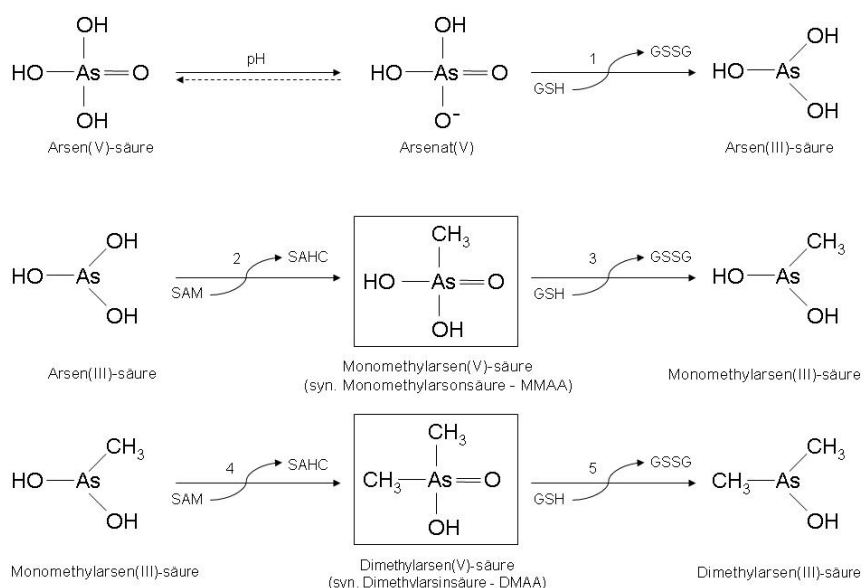 OH
OH
HO
As
O
pH
HO
As
O
1
GSSG
GSH
OH
HO
As
OH
O⁻
OH
Arsen(V)-säure
Arsenat(V)
Arsen(III)-säure
OH
HO
As
OH
2
SAHC
SAM
CH₃
HO
As
O
OH
3
GSSG
GSH
CH₃
HO
As
OH
Arsen(III)-säure
Monomethylarsen(V)-säure
(syn. Monomethylarsonsäure - MMAA)
Monomethylarsen(III)-säure
CH₃
HO
As
OH
4
SAHC
SAM
CH₃
CH₃
As
O
OH
5
GSSG
GSH
CH₃
CH₃
As
OH
Monomethylarsen(III)-säure
Dimethylarsen(V)-säure
(syn. Dimethylarsinsäure - DMAA)
Dimethylarsen(III)-säure